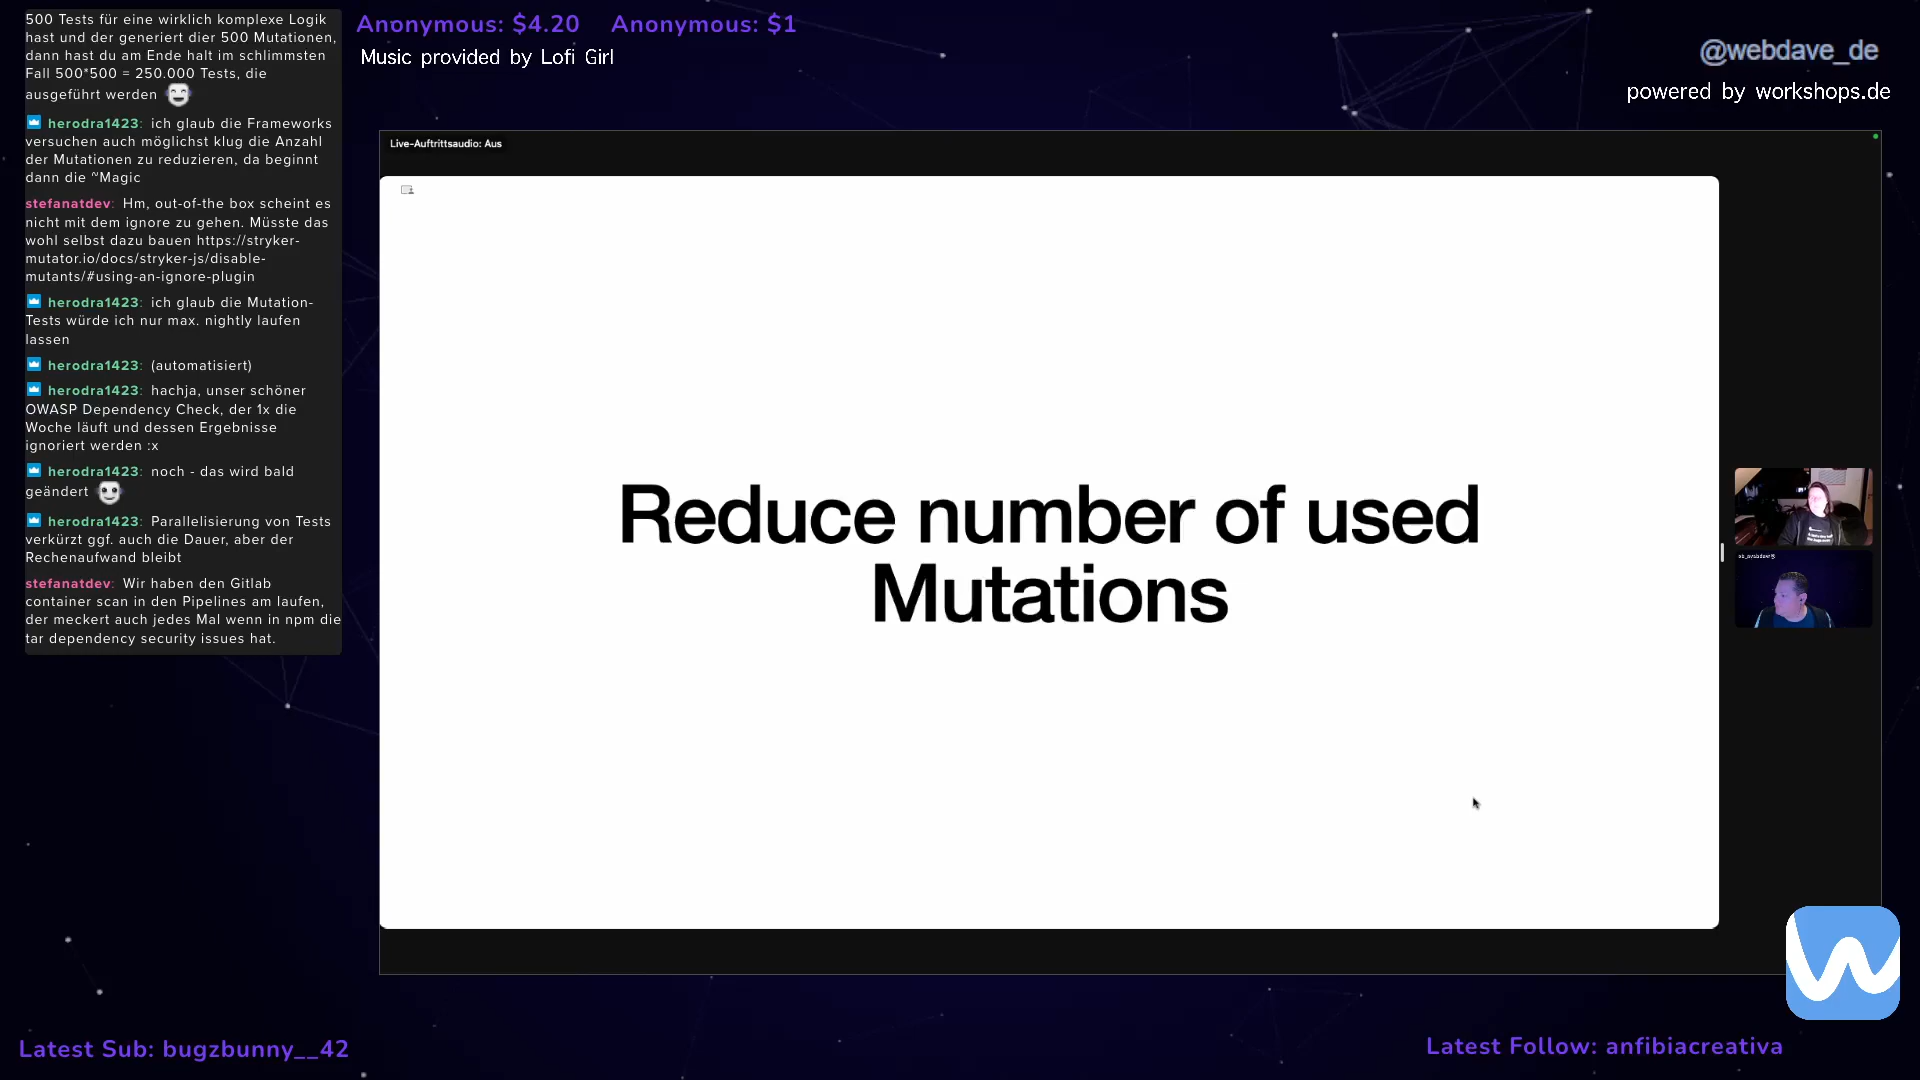 500 Tests für eine wirklich komplexe Logik
hast und der generiert dier 500 Mutationen,
dann hast du am Ende halt im schlimmsten
Fall 500*500 = 250.000 Tests, die
ausgeführt werden
herodra1423: ich glaub die Frameworks
versuchen auch möglichst klug die Anzahl
der Mutationen zu reduzieren, da beginnt
dann die ~Magic
stefanatdev: Hm, out-of-the box scheint es
nicht mit dem ignore zu gehen. Müsste das
wohl selbst dazu bauen https://stryker-
mutator.io/docs/stryker-js/disable-
mutants/#using-an-ignore-plugin
herodra1423: ich glaub die Mutation-
Tests würde ich nur max. nightly laufen
lassen
herodra1423: (automatisiert)
herodra1423: hachja, unser schöner
OWASP Dependency Check, der 1x die
Woche läuft und dessen Ergebnisse
ignoriert werden :x
herodra1423: noch - das wird bald
geändert
herodra1423: Parallelisierung von Tests
verkürzt ggf. auch die Dauer, aber der
Rechenaufwand bleibt
stefanatdev: Wir haben den Gitlab
container scan in den Pipelines am laufen,
der meckert auch jedes Mal wenn in npm die
tar dependency security issues hat.
Anonymous: $4.20 Anonymous: $1
Music provided by Lofi Girl
@webdave_de
powered by workshops.de
Live-Auftrittsaudio: Aus
Reduce number of used
Mutations
Latest Sub: bugzbunny__42
Latest Follow: anfibiacreativa